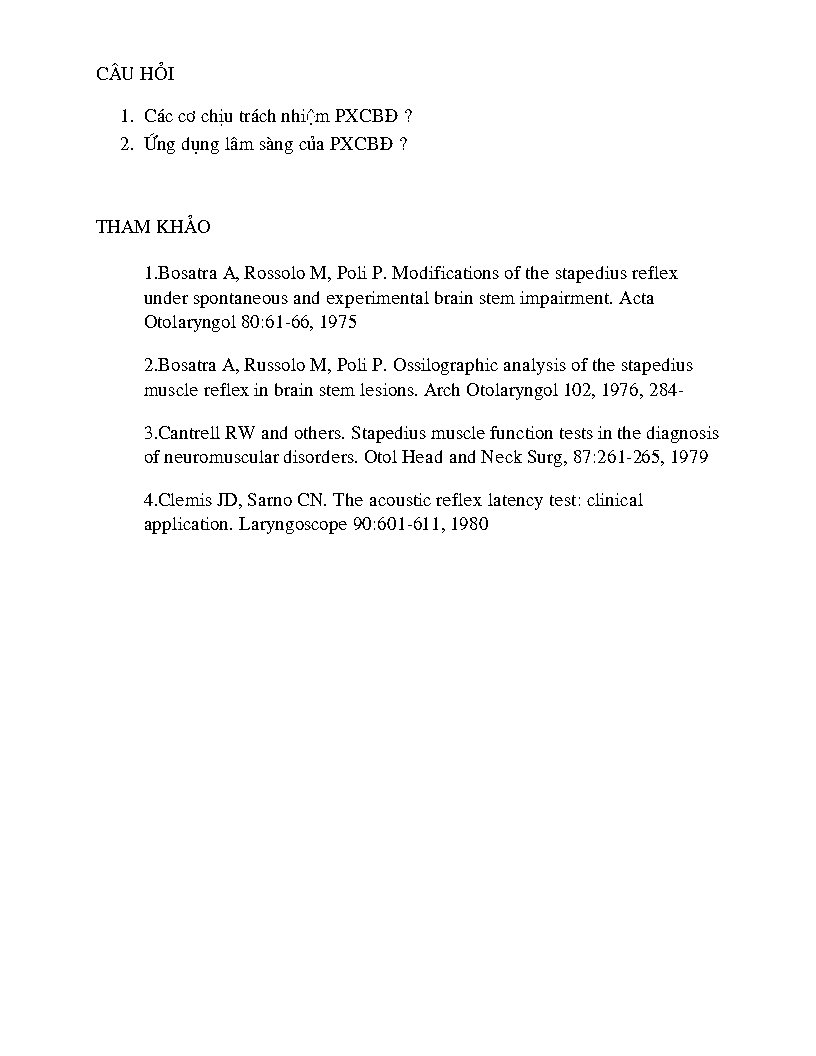 CÂU HỎI
1. Các cơ chịu trách nhiệm PXCBĐ ?
2. Ứng dụng lâm sàng của PXCBĐ ?
THAM KHẢO
1.Bosatra A, Rossolo M, Poli P. Modifications of the stapedius reflex
under spontaneous and experimental brain stem impairment. Acta
Otolaryngol 80:61-66, 1975
2.Bosatra A, Russolo M, Poli P. Ossilographic analysis of the stapedius
muscle reflex in brain stem lesions. Arch Otolaryngol 102, 1976, 284-
3.Cantrell RW and others. Stapedius muscle function tests in the diagnosis
of neuromuscular disorders. Otol Head and Neck Surg, 87:261-265, 1979
4.Clemis JD, Sarno CN. The acoustic reflex latency test: clinical
application. Laryngoscope 90:601-611, 1980